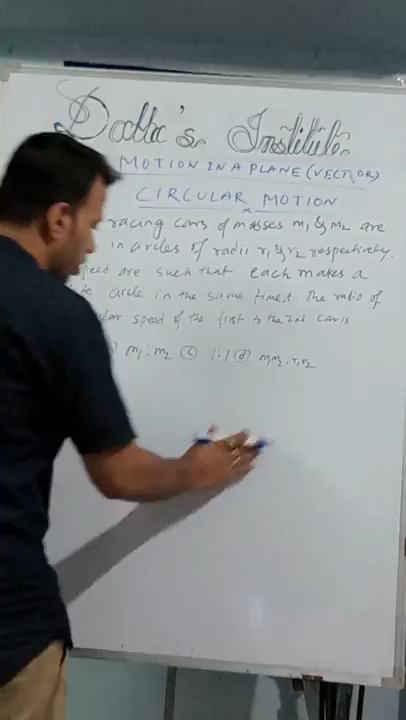 Dotta's Institute
MOTION IN A PLANE (VECTOR)
CIRCULAR MOTION
racing cars of masses m1 & m2 are
in circles of radii r1 & r2 respectively.
speed are such that each makes a
circle in the same time t. The ratio of
speed of the first to the 2nd car is
m1 : m2 (c) 1:1 (d) m1m2 : r1r2